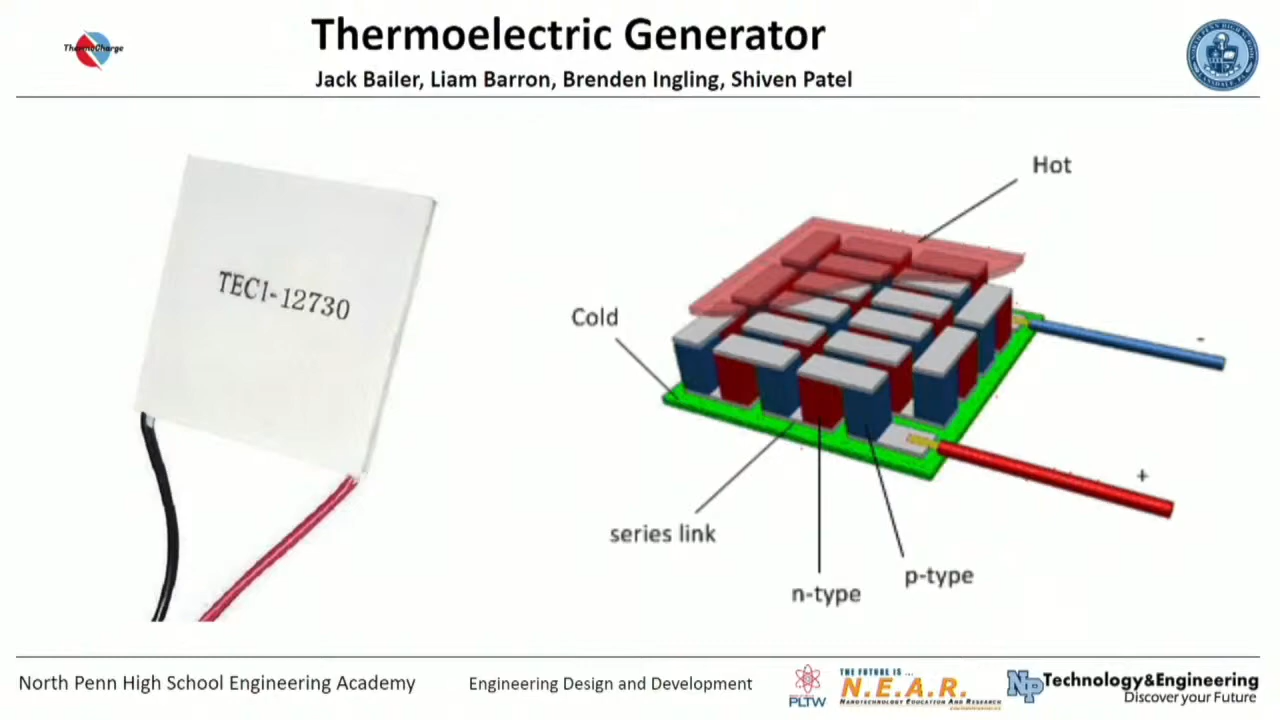 ThermoCharge
Thermoelectric Generator
Jack Bailer, Liam Barron, Brenden Ingling, Shiven Patel
TEC1-12730
Hot
Cold
-
+
series link
n-type
p-type
North Penn High School Engineering Academy
Engineering Design and Development
PLTW
THE FUTURE IS ...
N.E.A.R.
NANOTECHNOLOGY EDUCATION AND RESEARCH
NP
Technology&Engineering
Discover your Future